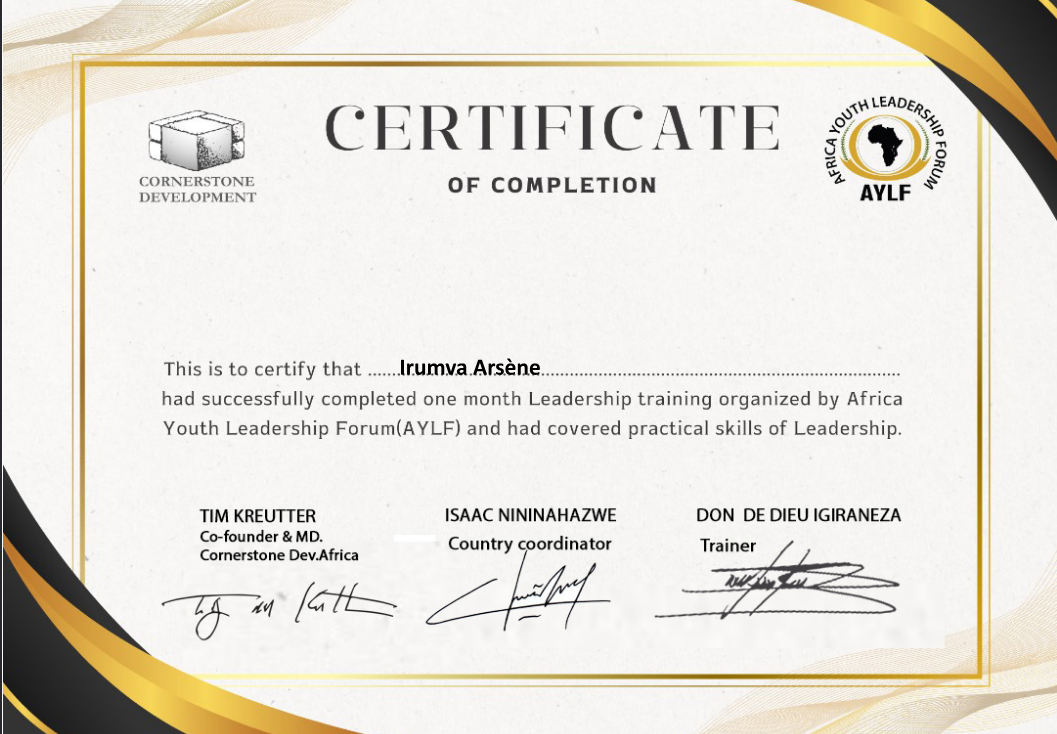 CERTIFICATE
OF COMPLETION
CORNERSTONE
DEVELOPMENT
AFRICA YOUTH LEADERSHIP FORUM
AYLF
This is to certify that ......Irumva Arsène..........................................................................................
had successfully completed one month Leadership training organized by Africa
Youth Leadership Forum(AYLF) and had covered practical skills of Leadership.
TIM KREUTTER
Co-founder & MD.
Cornerstone Dev.Africa
ISAAC NININAHAZWE
Country coordinator
DON DE DIEU IGIRANEZA
Trainer